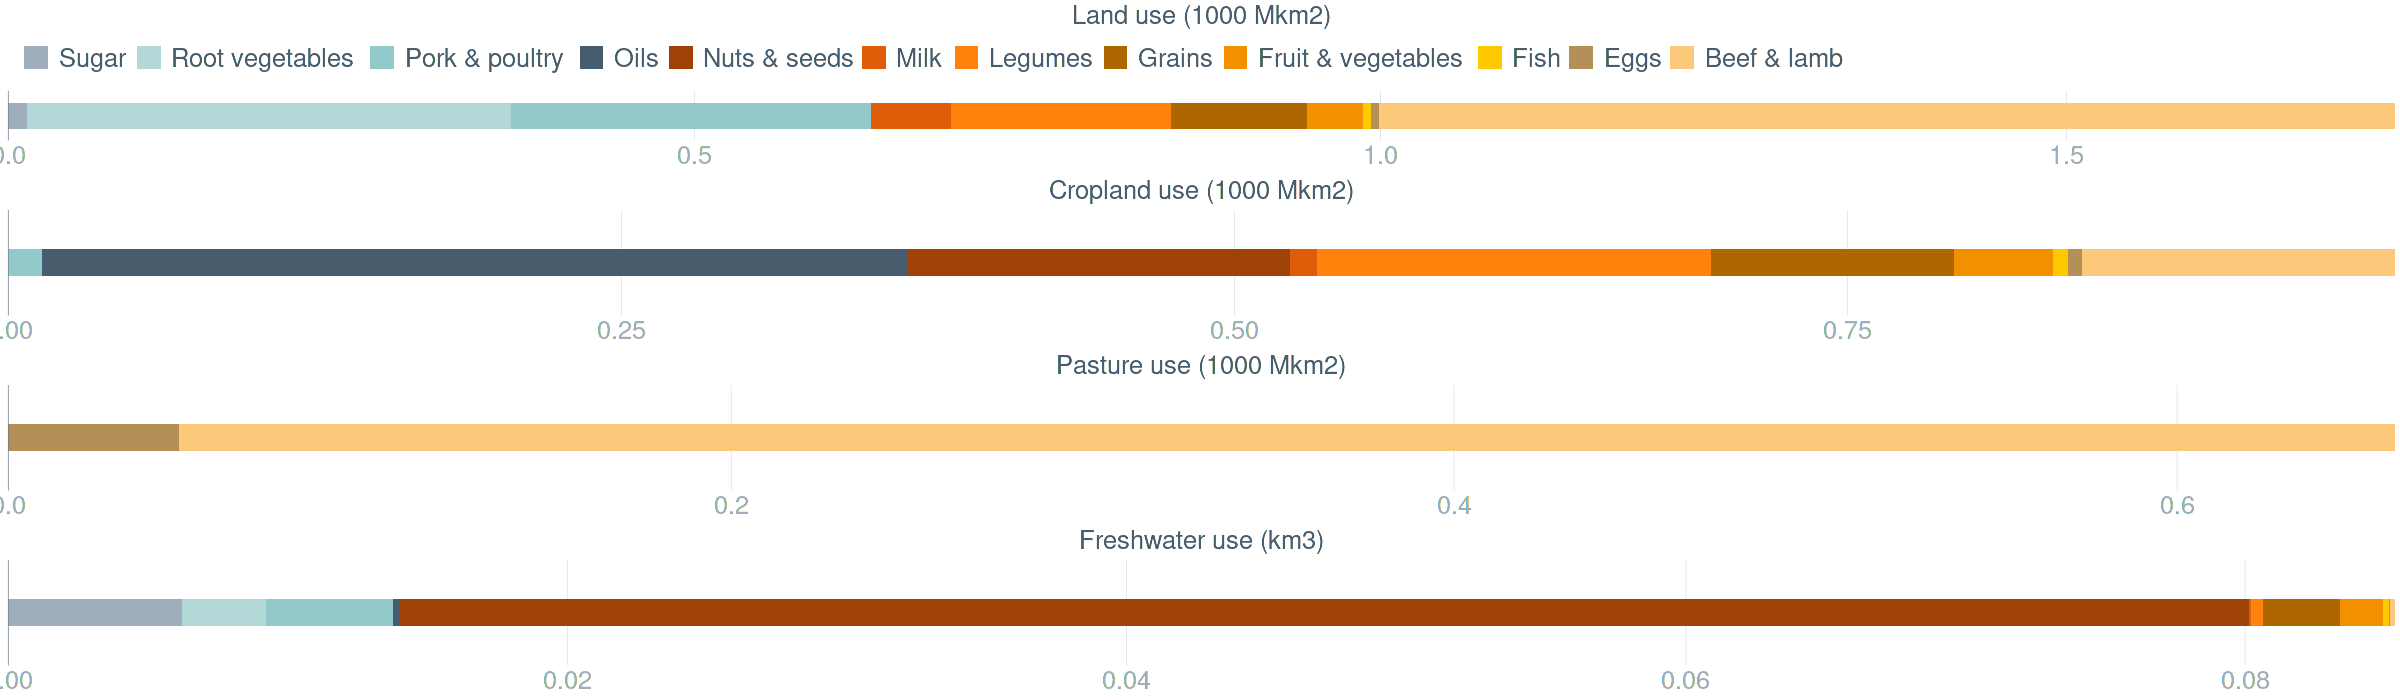 Land use (1000 Mkm2)
Sugar Root vegetables Pork & poultry Oils Nuts & seeds Milk Legumes Grains Fruit & vegetables Fish Eggs Beef & lamb
0.0 0.5 1.0 1.5
Cropland use (1000 Mkm2)
.00 0.25 0.50 0.75
Pasture use (1000 Mkm2)
0.0 0.2 0.4 0.6
Freshwater use (km3)
.00 0.02 0.04 0.06 0.08